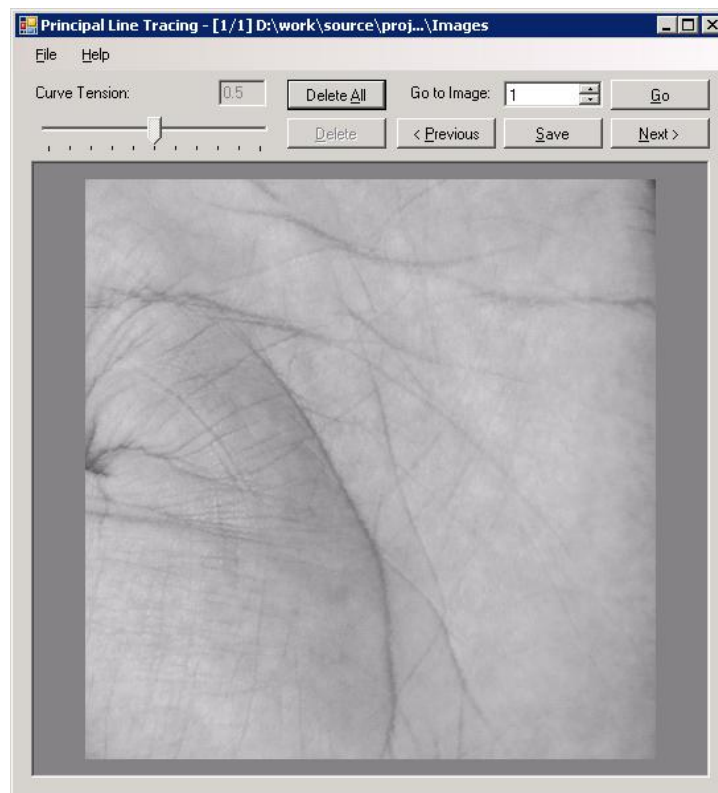 Principal Line Tracing - [1/1] D:\work\source\proj...\Images
File Help
Curve Tension: 0.5 Delete All Go to Image: 1 Go
Delete < Previous Save Next >